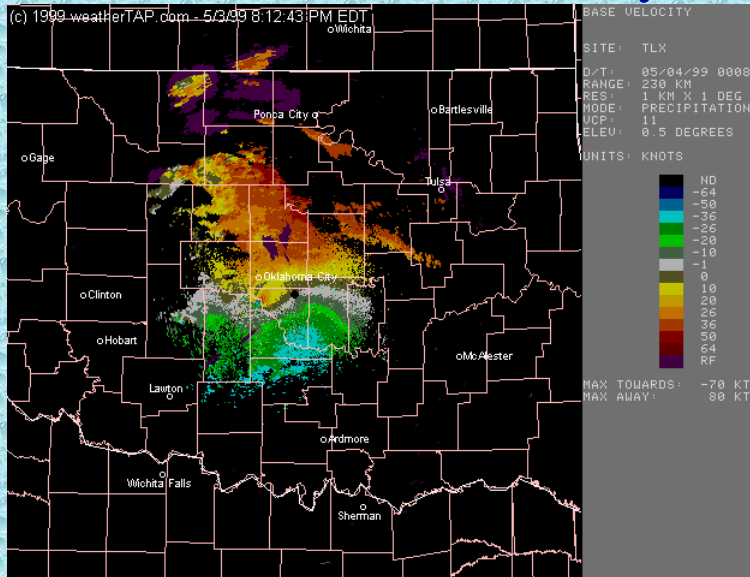 (c) 1999 weatherTAP.com - 5/3/99 8:12:43 PM EDT
Wichita
Ponca City
Bartlesville
Gage
Tulsa
Oklahoma City
Clinton
Hobart
McAlester
Lawton
Ardmore
Wichita Falls
Sherman
BASE VELOCITY
SITE: TLX
D/T: 05/04/99 0008
RANGE: 230 KM
RES: 1 KM X 1 DEG
MODE: PRECIPITATION
VCP: 11
ELEV: 0.5 DEGREES
UNITS: KNOTS
ND
-64
-50
-36
-26
-20
-10
-1
0
10
20
26
36
50
64
RF
MAX TOWARDS: -70 KT
MAX AWAY: 80 KT